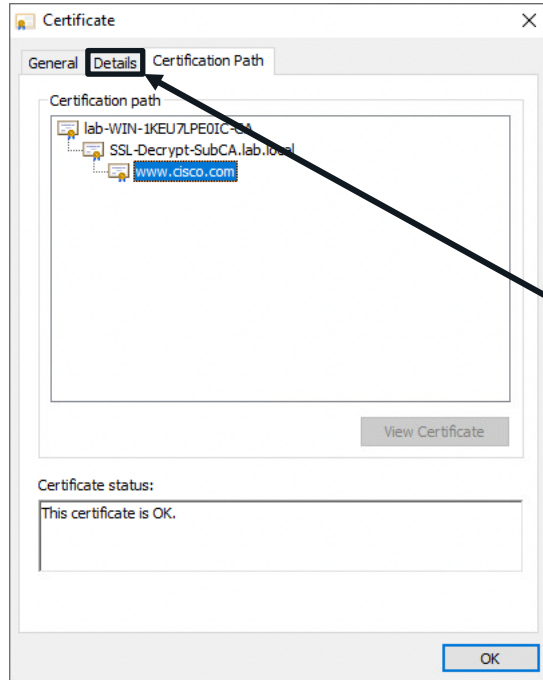 Certificate
General Details Certification Path
Certification path
lab-WIN-1KEU7LPE0IC-CA
SSL-Decrypt-SubCA.lab.local
www.cisco.com
View Certificate
Certificate status:
This certificate is OK.
OK